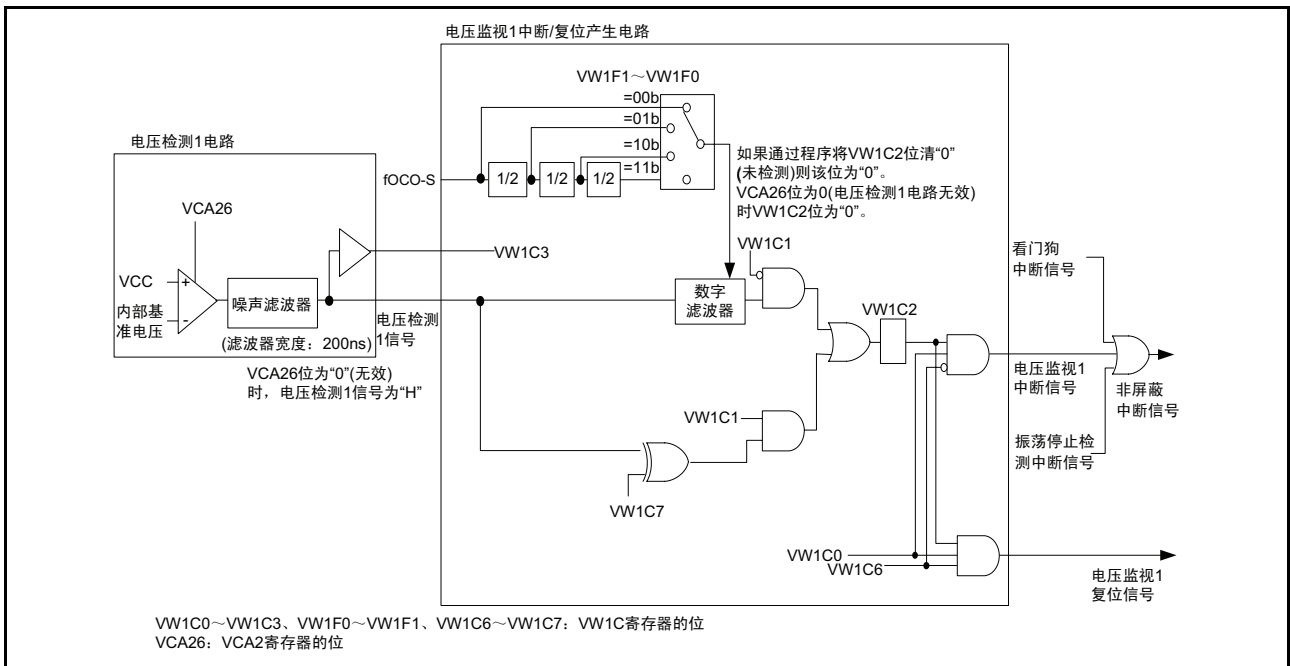 电压监视1中断/复位产生电路
VW1F1～VW1F0
=00b
=01b
=10b
=11b
fOCO-S
1/2
1/2
1/2
如果通过程序将VW1C2位清“0”
(未检测)则该位为“0”。
VCA26位为0(电压检测1电路无效)
时VW1C2位为“0”。
电压检测1电路
VCA26
VCC
+
内部基
准电压
-
噪声滤波器
(滤波器宽度：200ns)
VW1C3
电压检测
1信号
VCA26位为“0”(无效)
时，电压检测1信号为“H”
数字
滤波器
VW1C1
VW1C2
VW1C1
VW1C7
看门狗
中断信号
电压监视1
中断信号
非屏蔽
中断信号
振荡停止检
测中断信号
VW1C0
VW1C6
电压监视1
复位信号
VW1C0～VW1C3、VW1F0～VW1F1、VW1C6～VW1C7：VW1C寄存器的位
VCA26：VCA2寄存器的位